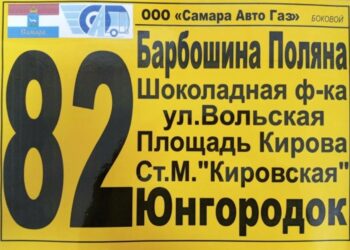 ООО «Самара Авто Газ» БОКОВОЙ
Самара
82
Барбошина Поляна
Шоколадная ф-ка
ул.Вольская
Площадь Кирова
Ст.М."Кировская"
Юнгородок